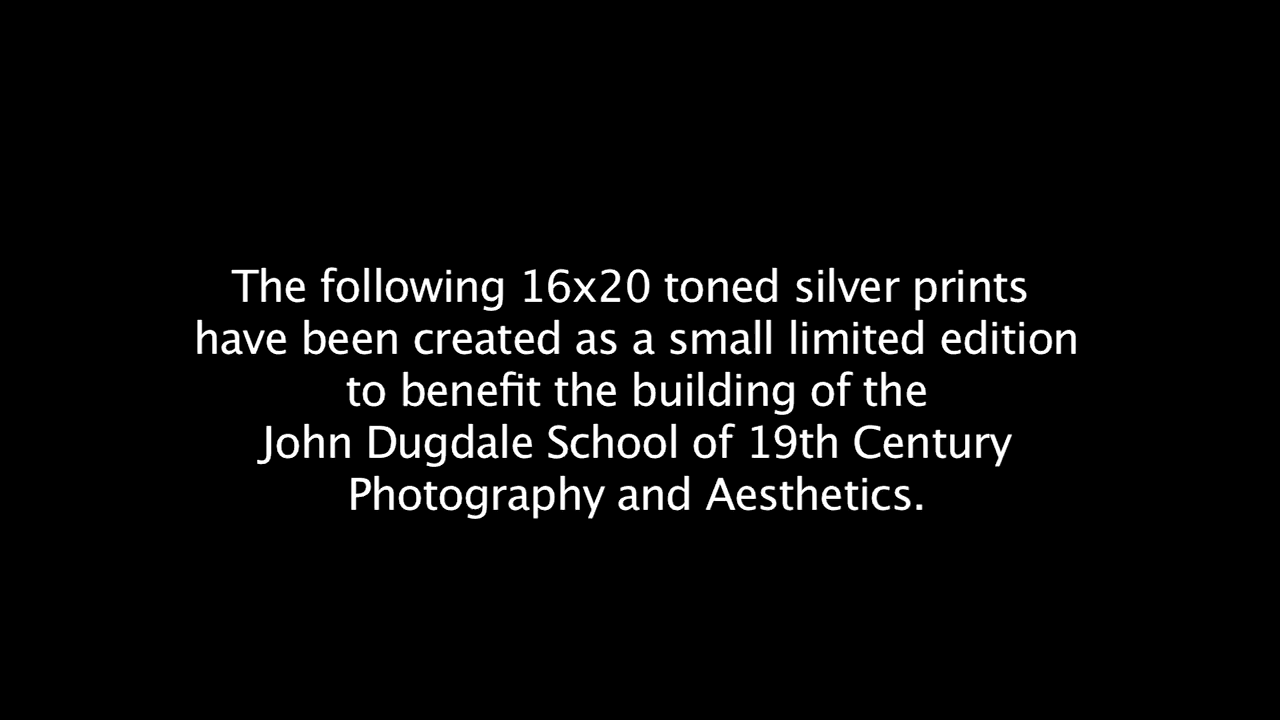 The following 16x20 toned silver prints
have been created as a small limited edition
to benefit the building of the
John Dugdale School of 19th Century
Photography and Aesthetics.